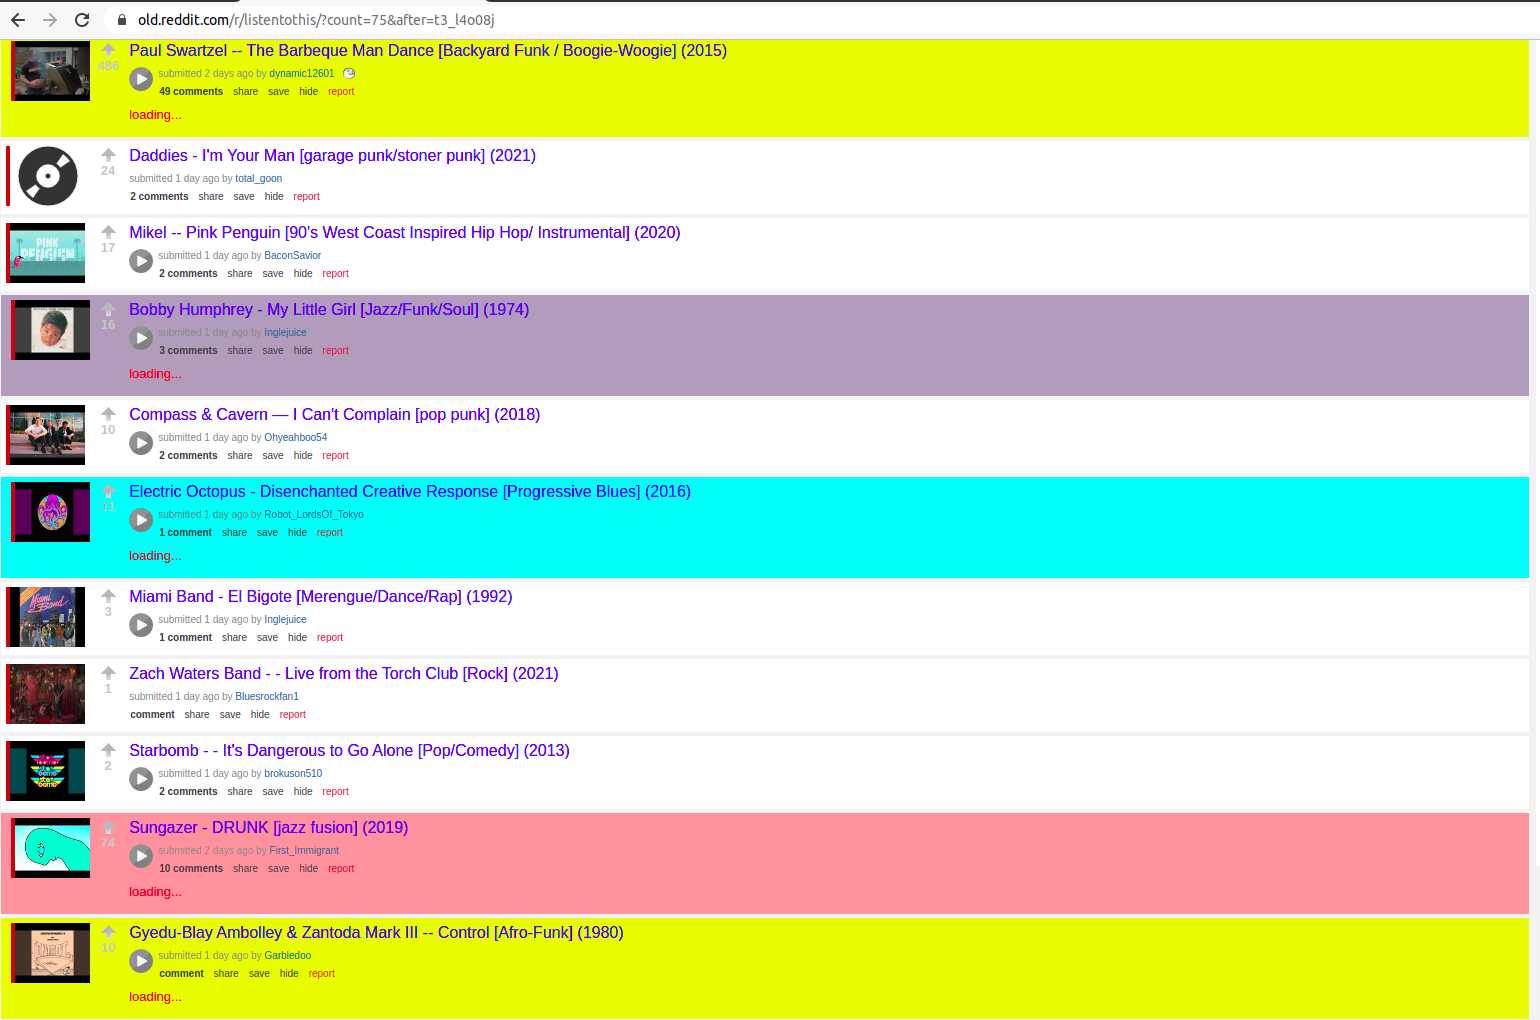 old.reddit.com/r/listentothis/?count=75&after=t3_l4o08j
Paul Swartzel -- The Barbeque Man Dance [Backyard Funk / Boogie-Woogie] (2015)
486
submitted 2 days ago by dynamic12601
49 comments share save hide report
loading...
Daddies - I'm Your Man [garage punk/stoner punk] (2021)
24
submitted 1 day ago by total_goon
2 comments share save hide report
Mikel -- Pink Penguin [90's West Coast Inspired Hip Hop/ Instrumental] (2020)
PINK
PENGUIN
17
submitted 1 day ago by BaconSavior
2 comments share save hide report
Bobby Humphrey - My Little Girl [Jazz/Funk/Soul] (1974)
16
submitted 1 day ago by Inglejuice
3 comments share save hide report
loading...
Compass & Cavern — I Can't Complain [pop punk] (2018)
10
submitted 1 day ago by Ohyeahboo54
2 comments share save hide report
Electric Octopus - Disenchanted Creative Response [Progressive Blues] (2016)
11
submitted 1 day ago by Robot_LordsOf_Tokyo
1 comment share save hide report
loading...
Miami Band - El Bigote [Merengue/Dance/Rap] (1992)
Miami
Band
3
submitted 1 day ago by Inglejuice
1 comment share save hide report
Zach Waters Band - - Live from the Torch Club [Rock] (2021)
1
submitted 1 day ago by Bluesrockfan1
comment share save hide report
Starbomb - - It's Dangerous to Go Alone [Pop/Comedy] (2013)
2
submitted 1 day ago by brokuson510
2 comments share save hide report
Sungazer - DRUNK [jazz fusion] (2019)
74
submitted 2 days ago by First_Immigrant
10 comments share save hide report
loading...
Gyedu-Blay Ambolley & Zantoda Mark III -- Control [Afro-Funk] (1980)
10
submitted 1 day ago by Garbledoo
comment share save hide report
loading...